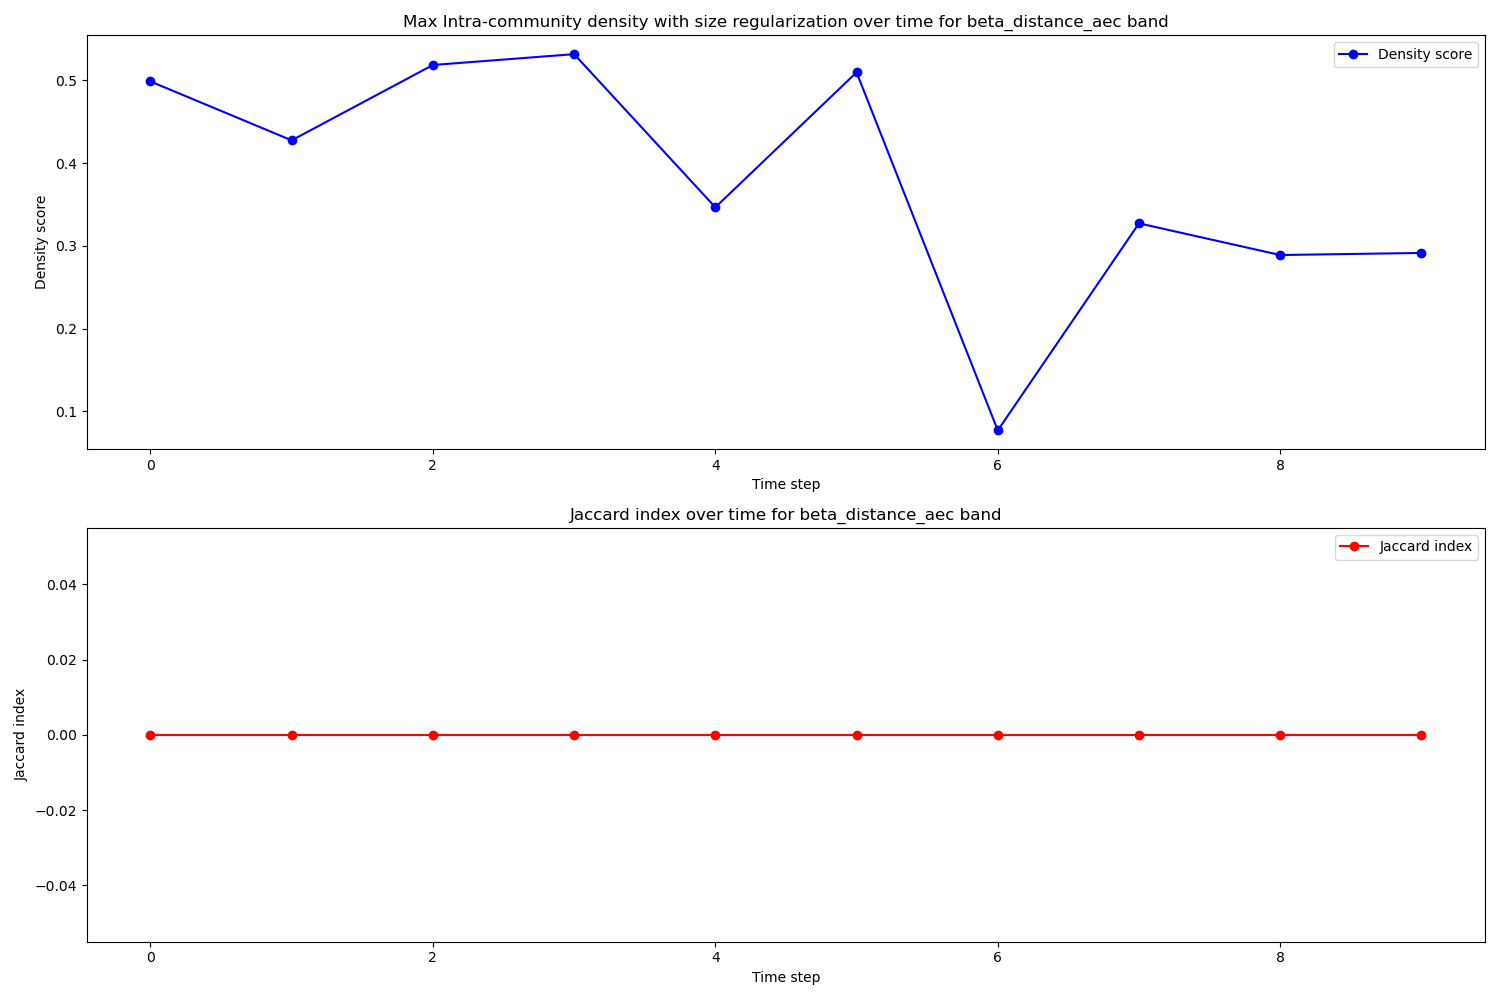 Max Intra-community density with size regularization over time for beta_distance_aec band
Density score
0.5
0.4
0.3
0.2
0.1
Density score
0 2 4 6 8
Time step
Jaccard index over time for beta_distance_aec band
Jaccard index
0.04
0.02
0.00
−0.02
−0.04
Jaccard index
0 2 4 6 8
Time step